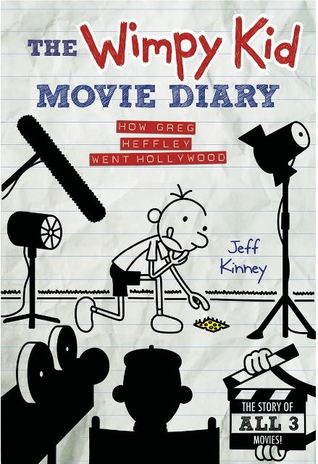 THE Wimpy Kid
MOVIE DIARY
HOW GREG
HEFFLEY
WENT HOLLYWOOD
Jeff
Kinney
THE STORY OF
ALL 3
MOVIES!